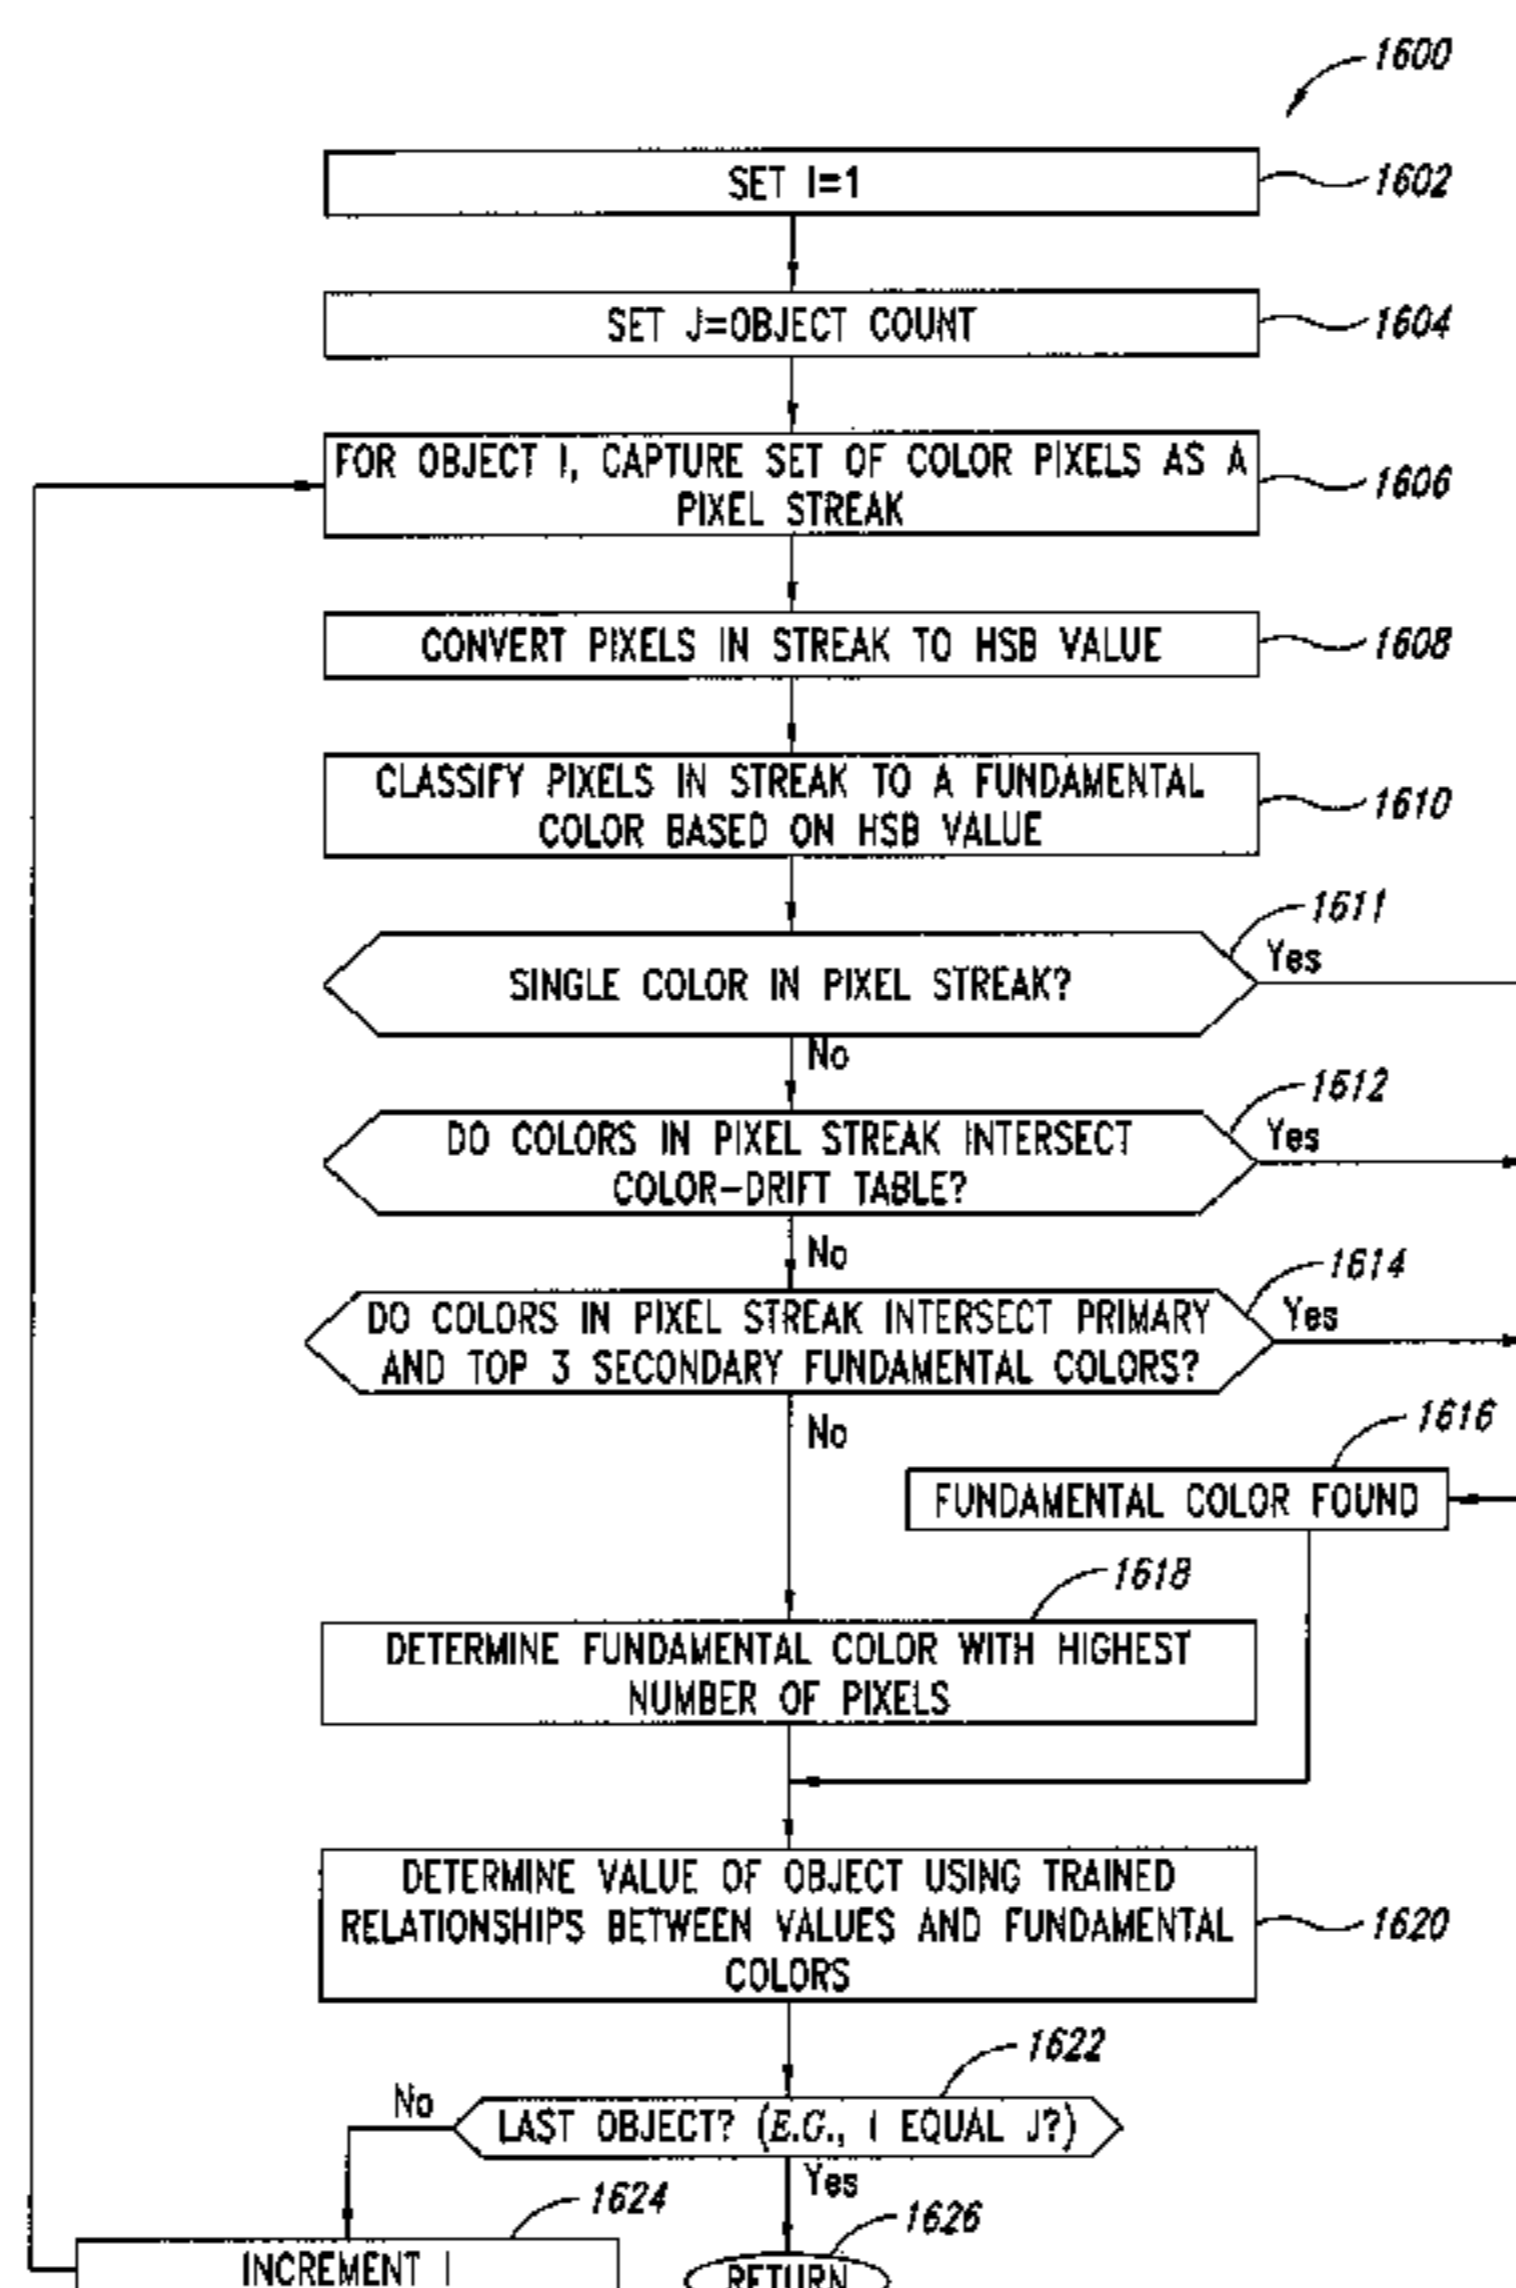 1600
SET I=1
1602
SET J=OBJECT COUNT
1604
FOR OBJECT I, CAPTURE SET OF COLOR PIXELS AS A
PIXEL STREAK
1606
CONVERT PIXELS IN STREAK TO HSB VALUE
1608
CLASSIFY PIXELS IN STREAK TO A FUNDAMENTAL
COLOR BASED ON HSB VALUE
1610
1611
SINGLE COLOR IN PIXEL STREAK?
Yes
No
1612
DO COLORS IN PIXEL STREAK INTERSECT
COLOR-DRIFT TABLE?
Yes
No
1614
DO COLORS IN PIXEL STREAK INTERSECT PRIMARY
AND TOP 3 SECONDARY FUNDAMENTAL COLORS?
Yes
No
1616
FUNDAMENTAL COLOR FOUND
1618
DETERMINE FUNDAMENTAL COLOR WITH HIGHEST
NUMBER OF PIXELS
DETERMINE VALUE OF OBJECT USING TRAINED
RELATIONSHIPS BETWEEN VALUES AND FUNDAMENTAL
COLORS
1620
1622
No
LAST OBJECT? (E.G., I EQUAL J?)
Yes
1624
1626
INCREMENT I
RETURN